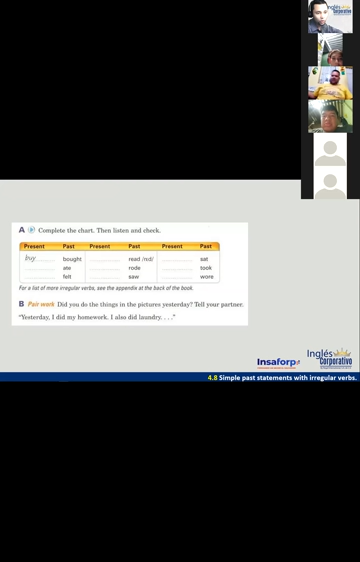 Inglés
Corporativo
A Complete the chart. Then listen and check.
Present Past Present Past Present Past
buy bought read /rɛd/ sat
ate rode took
felt saw wore
For a list of more irregular verbs, see the appendix at the back of the book.
B Pair work Did you do the things in the pictures yesterday? Tell your partner.
"Yesterday, I did my homework. I also did laundry. . . ."
Insaforp
Inglés
Corporativo
4.8 Simple past statements with irregular verbs.